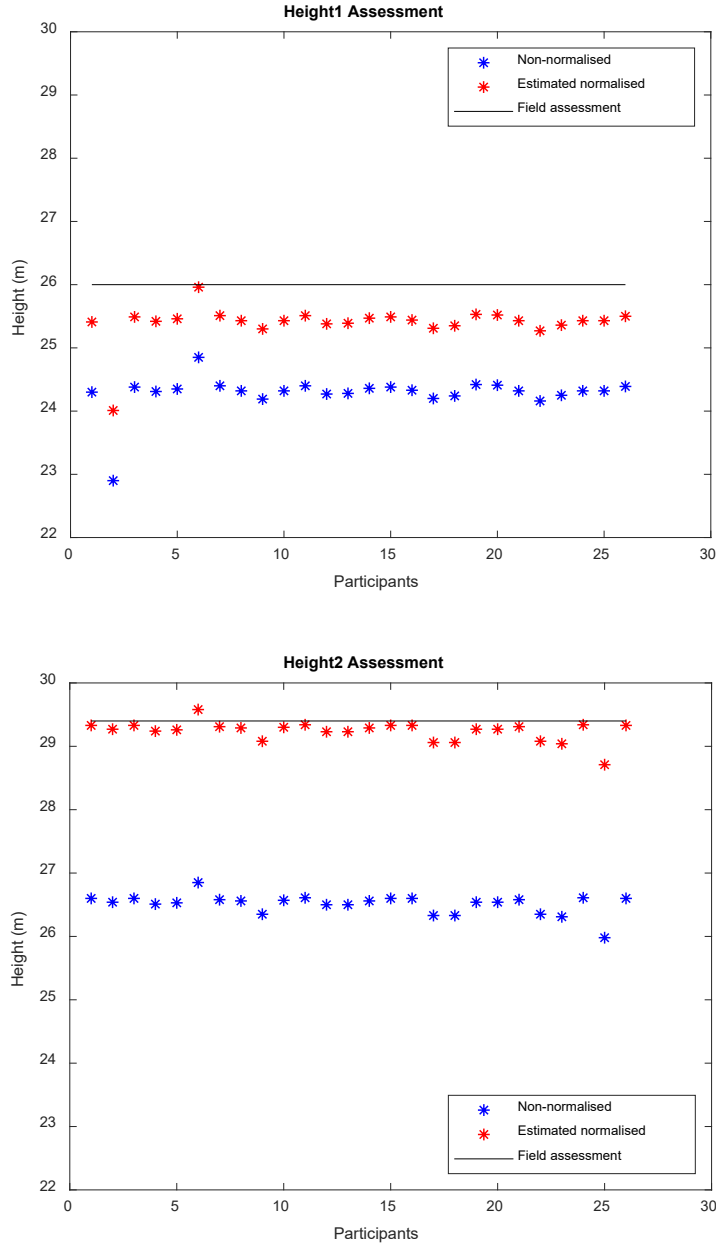 Height1 Assessment
30
Non-normalised
29
Estimated normalised
Field assessment
28
27
Height (m)
26
25
24
23
22
0 5 10 15 20 25 30
Participants
Height2 Assessment
30
29
28
27
Height (m)
26
25
24
Non-normalised
23
Estimated normalised
Field assessment
22
0 5 10 15 20 25 30
Participants